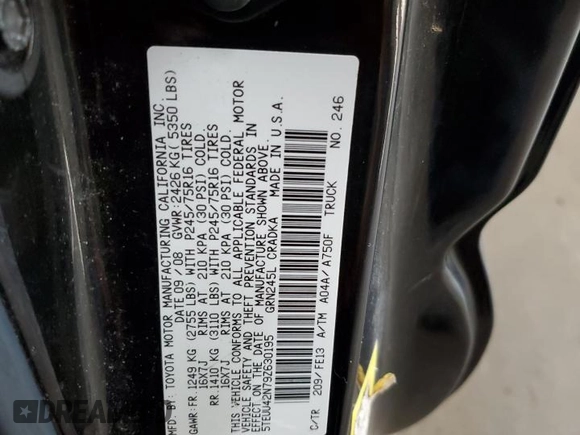 MFD. BY: TOYOTA MOTOR MANUFACTURING CALIFORNIA INC.
DATE 09/08 GVWR: 2426 KG( 5350 LBS)
GAWR: FR 1249 KG (2755 LBS) WITH P245/75R16 TIRES
16X7J RIMS AT 210 KPA (30 PSI) COLD.
RR 1410 KG (3110 LBS) WITH P245/75R16 TIRES
16X7J RIMS AT 210 KPA (30 PSI) COLD.
THIS VEHICLE CONFORMS TO ALL APPLICABLE FEDERAL MOTOR
VEHICLE SAFETY AND THEFT PREVENTION STANDARDS IN
EFFECT ON THE DATE OF MANUFACTURE SHOWN ABOVE.
5TEUU42N79Z630195 GRN245L CRADKA MADE IN U.S.A.
TRUCK
C/TR 209/FE13 A/TM A04A/A750F NO. 246
BIDFAX